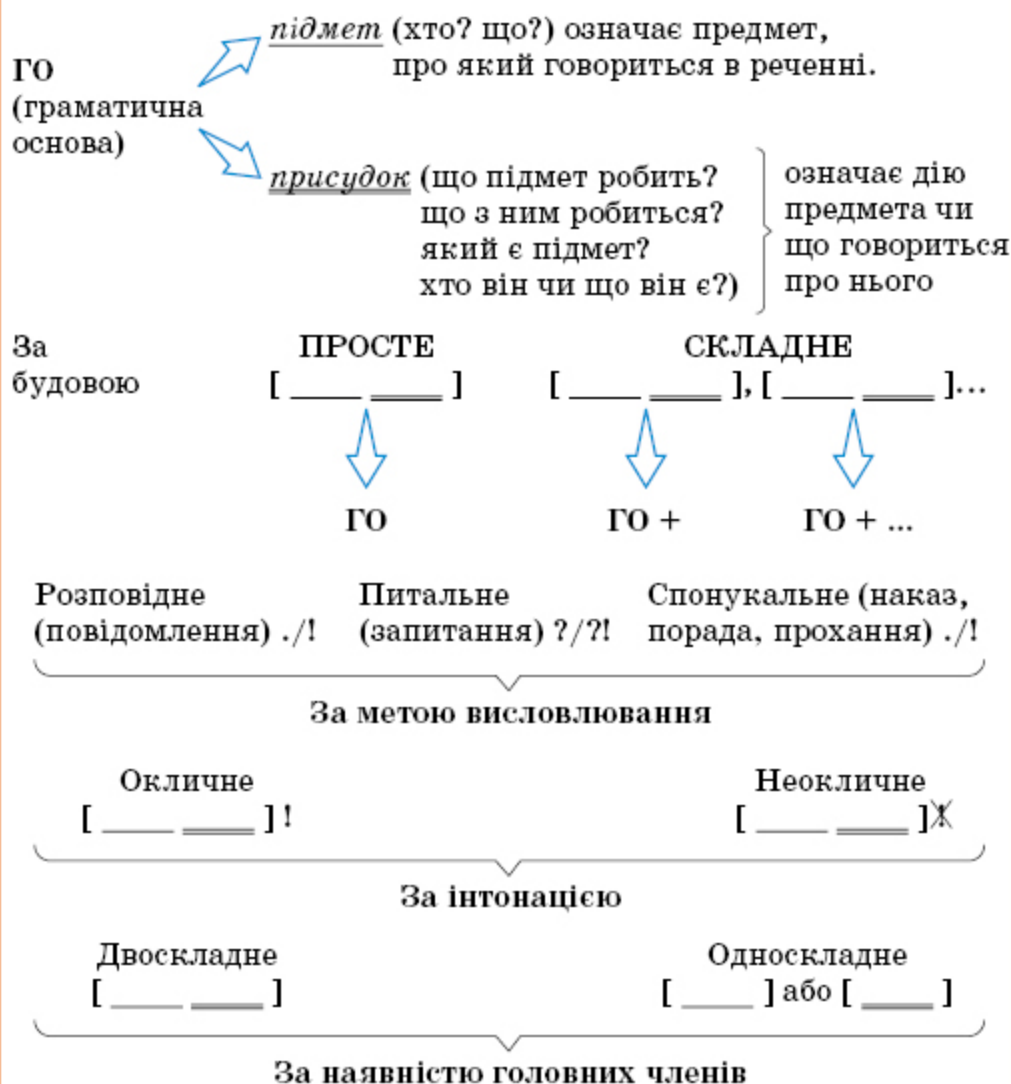 підмет (хто? що?) означає предмет,
про який говориться в реченні.
ГО
(граматична
основа)
присудок (що підмет робить?
що з ним робиться?
який є підмет?
хто він чи що він є?)
означає дію
предмета чи
що говориться
про нього
За
будовою
ПРОСТЕ
[ ____ ____ ]
СКЛАДНЕ
[ ____ ____ ], [ ____ ____ ]...
ГО
ГО +
ГО + ...
Розповідне
(повідомлення) ./!
Питальне
(запитання) ?/?!
Спонукальне (наказ,
порада, прохання) ./!
За метою висловлювання
Окличне
[ ____ ____ ] !
Неокличне
[ ____ ____ ] !
За інтонацією
Двоскладне
[ ____ ____ ]
Односкладне
[ ____ ] або [ ____ ]
За наявністю головних членів